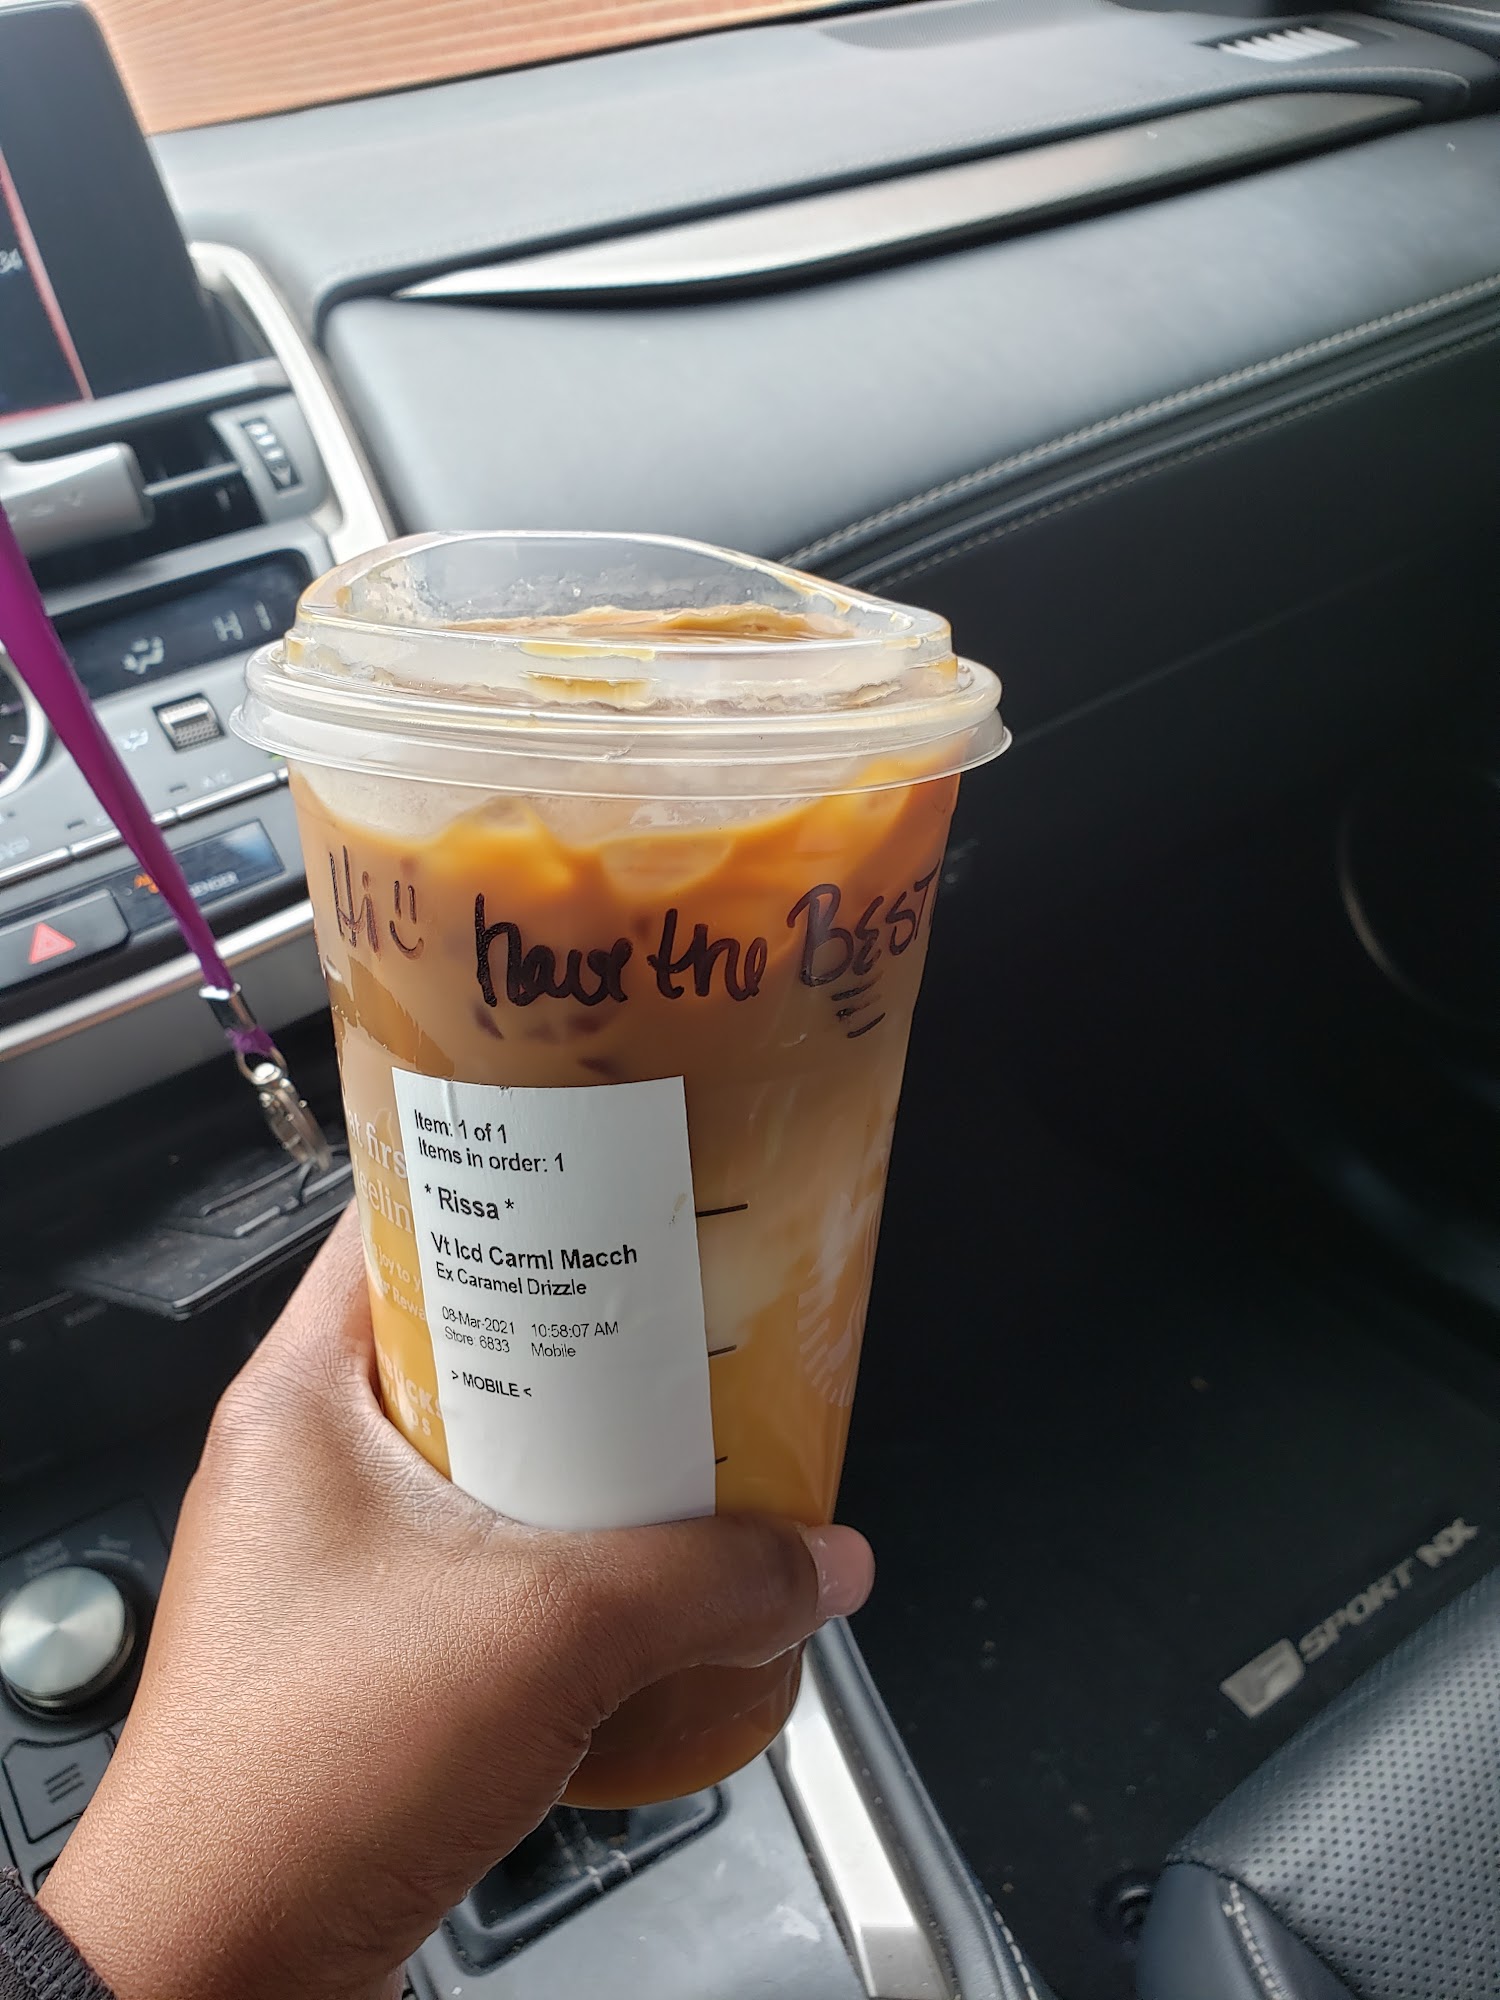 HI
A/C
Hi have the BEST
Item: 1 of 1
Items in order: 1
* Rissa *
Vt Icd Carml Macch
Ex Caramel Drizzle
08-Mar-2021 10:58:07 AM
Store 6833 Mobile
> MOBILE <
F SPORT NX